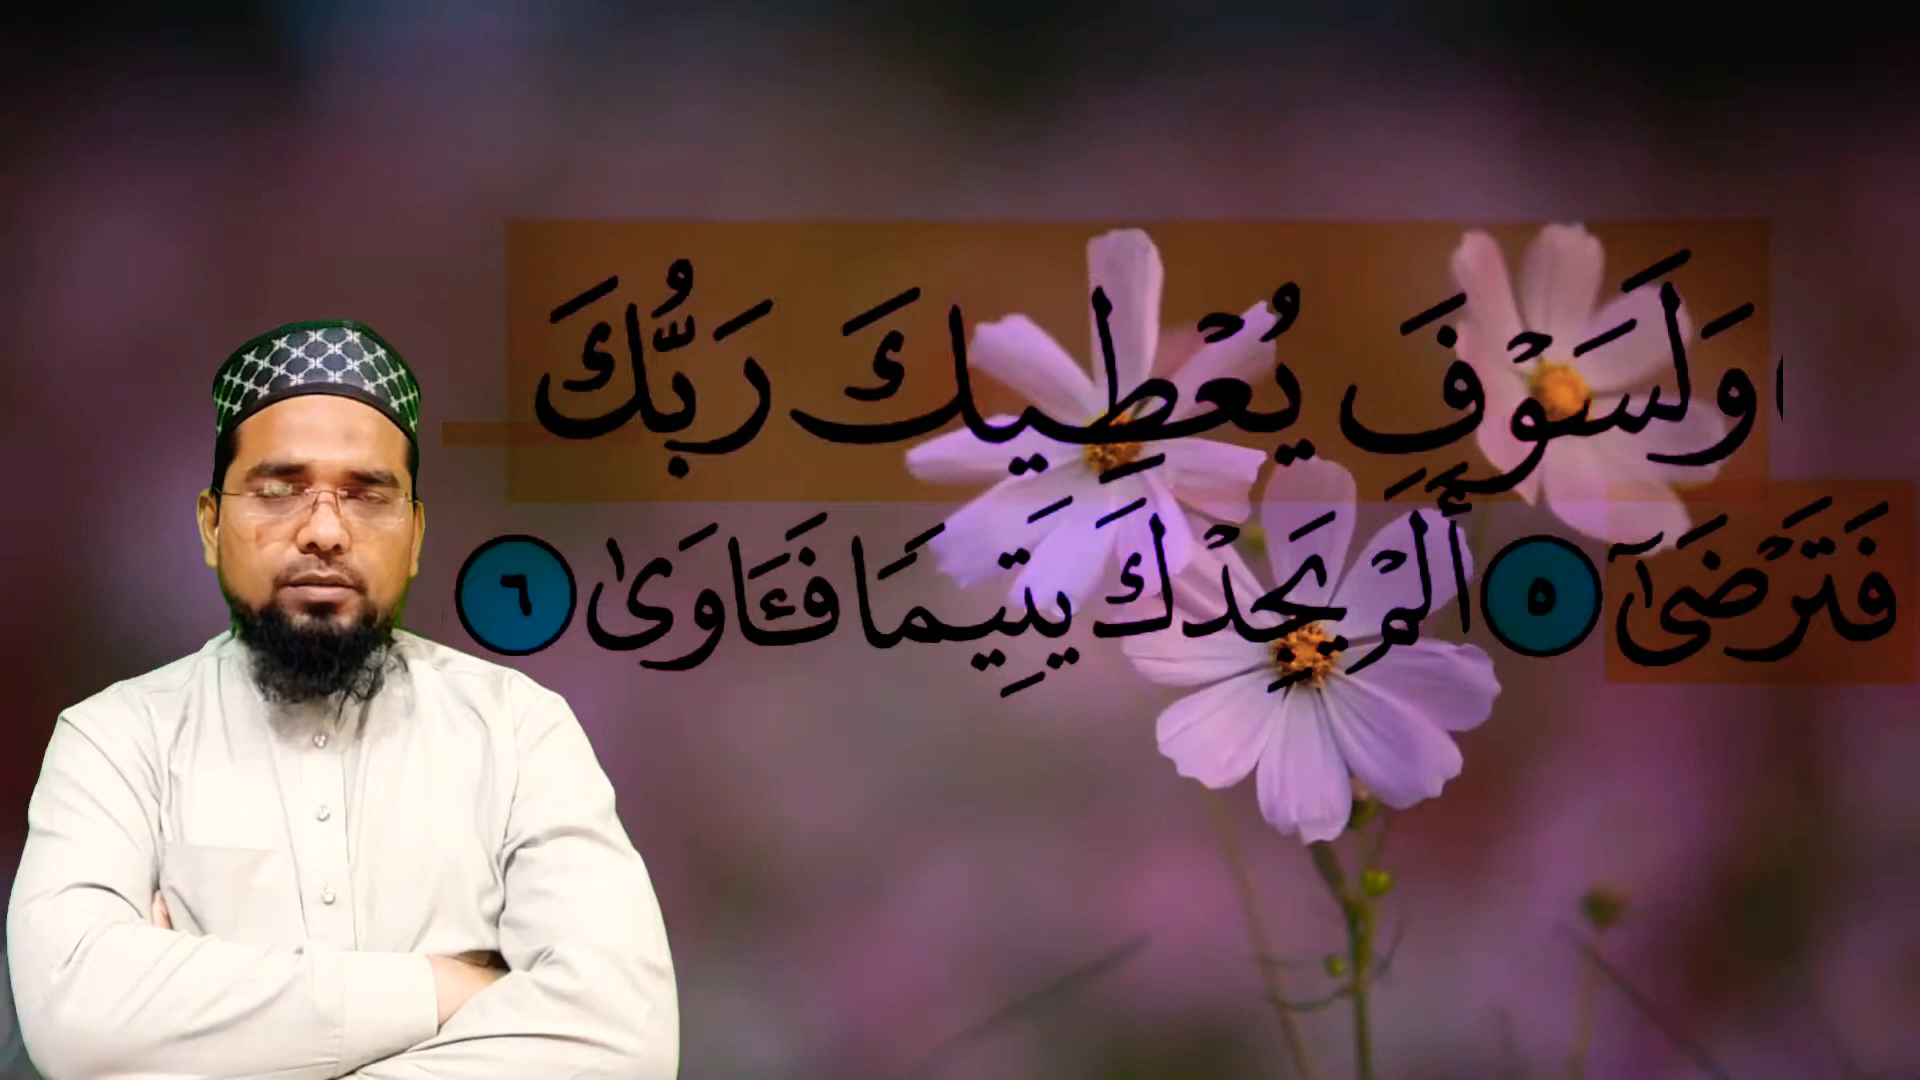 وَلَسَوْفَ يُعْطِيكَ رَبُّكَ
فَتَرْضَىٰٓ ٥ أَلَمْ يَجِدْكَ يَتِيمًا فَـَٔاوَىٰ ٦